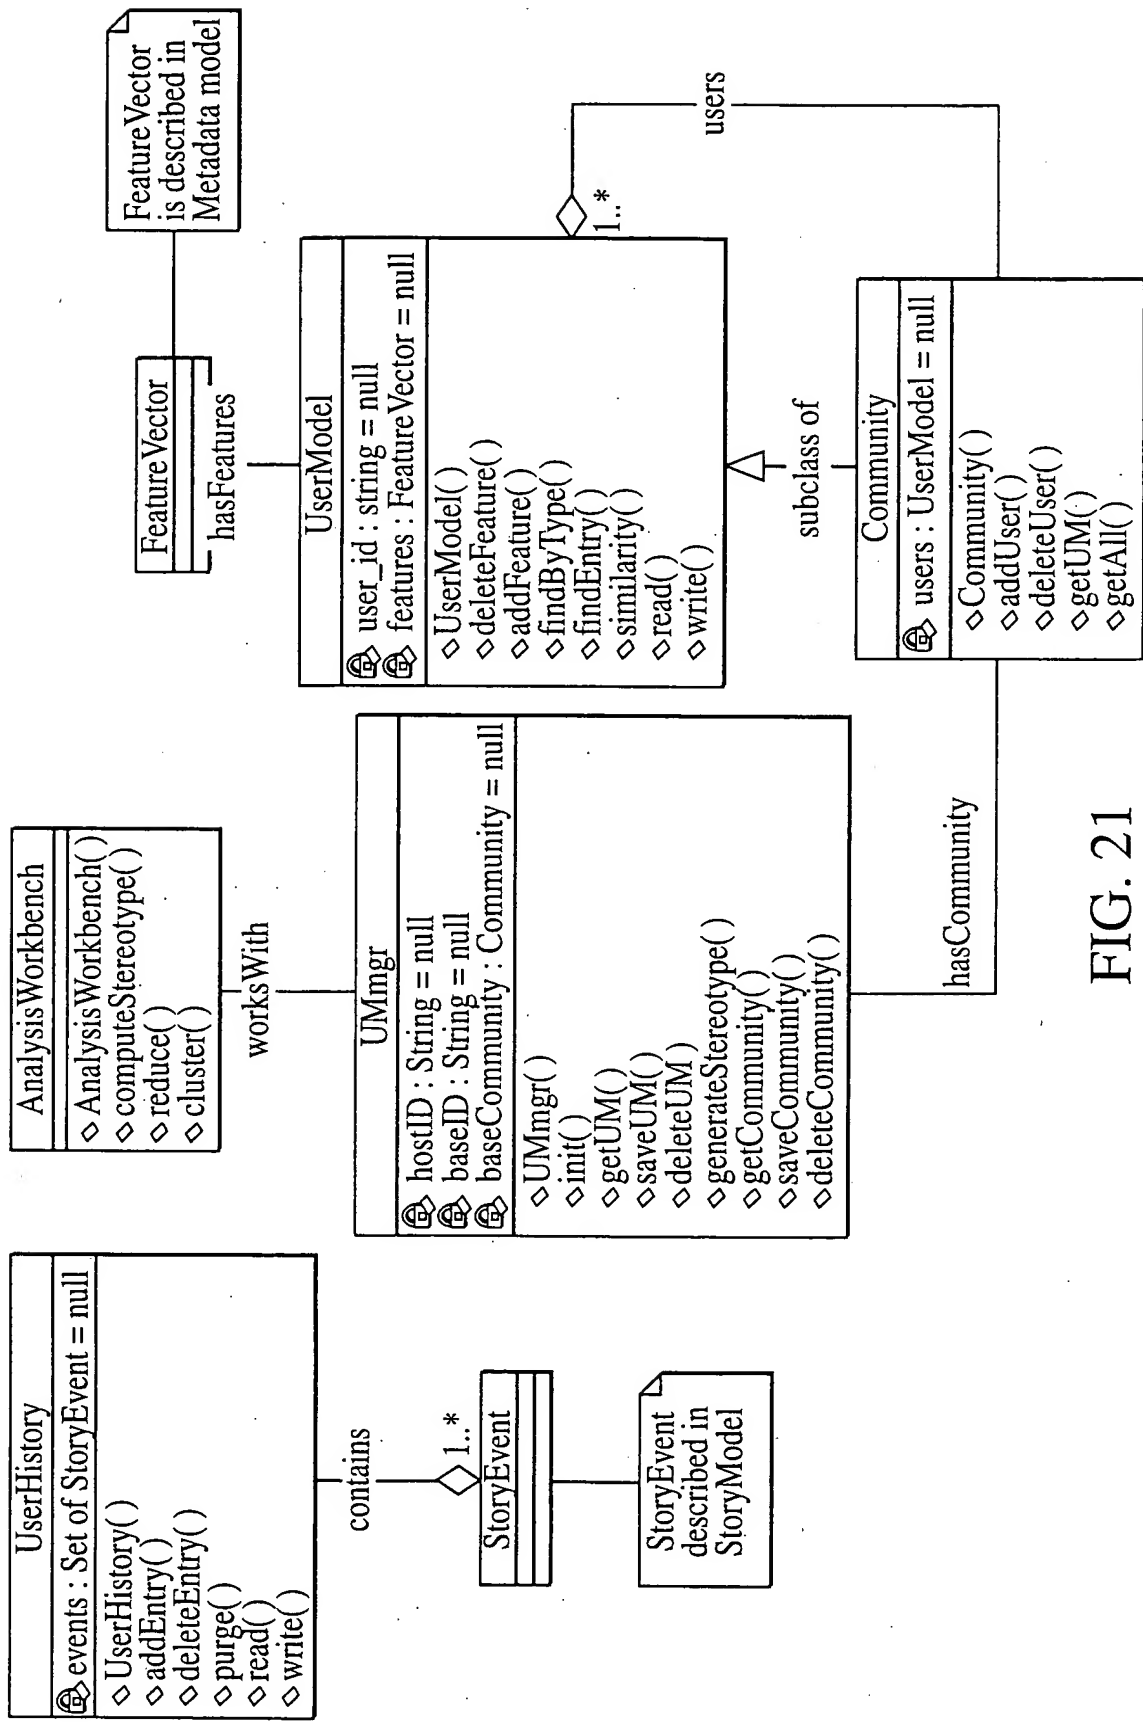 UserHistory
events : Set of StoryEvent = null
UserHistory( )
addEntry( )
deleteEntry( )
purge( )
read( )
write( )
contains
1..*
StoryEvent
StoryEvent
described in
StoryModel
AnalysisWorkbench
AnalysisWorkbench( )
computeStereotype( )
reduce( )
cluster( )
worksWith
UMmgr
hostID : String = null
baseID : String = null
baseCommunity : Community = null
UMmgr( )
init( )
getUM( )
saveUM( )
deleteUM )
generateStereotype( )
getCommunity( )
saveCommunity( )
deleteCommunity( )
hasCommunity
FeatureVector
hasFeatures
FeatureVector
is described in
Metadata model
UserModel
user_id : string = null
features : FeatureVector = null
UserModel( )
deleteFeature( )
addFeature( )
findByType( )
findEntry( )
similarity( )
read( )
write( )
1..*
users
subclass of
Community
users : UserModel = null
Community( )
addUser( )
deleteUser( )
getUM( )
getAll( )
FIG. 21